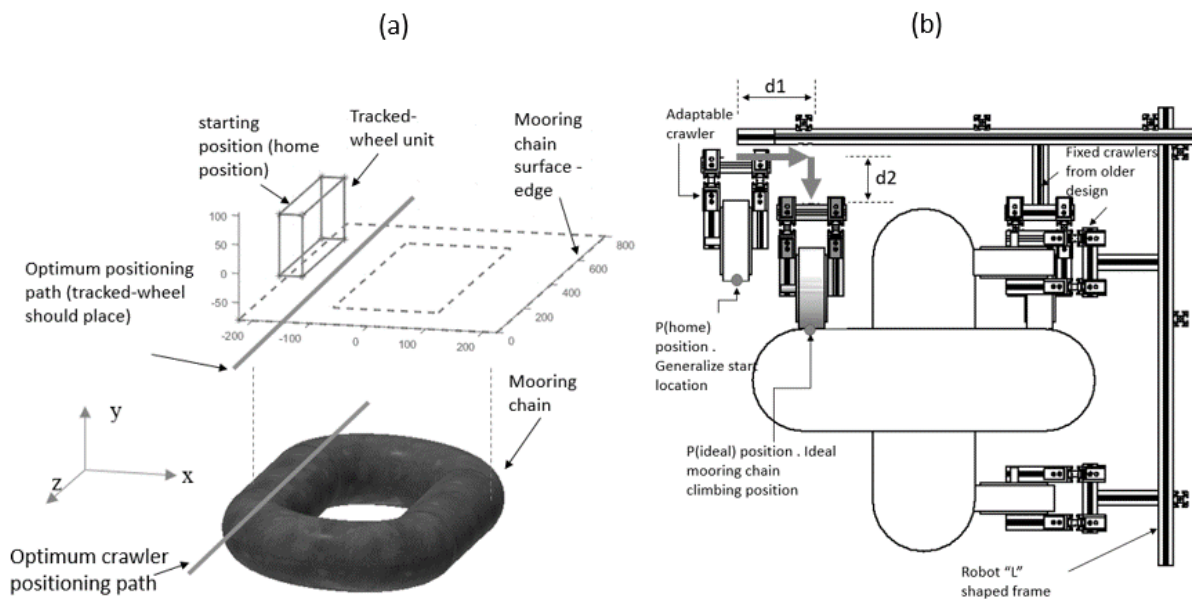 (a)
starting
position (home
position)
Tracked-
wheel unit
Mooring
chain
surface -
edge
100
50
0
-50
-200
-100
0
100
200
0
200
400
600
800
Optimum positioning
path (tracked-wheel
should place)
Mooring
chain
y
x
z
Optimum crawler
positioning path
(b)
d1
Adaptable
crawler
d2
Fixed crawlers
from older
design
P(home)
position .
Generalize start
location
P(ideal) position . Ideal
mooring chain
climbing position
Robot “L”
shaped frame